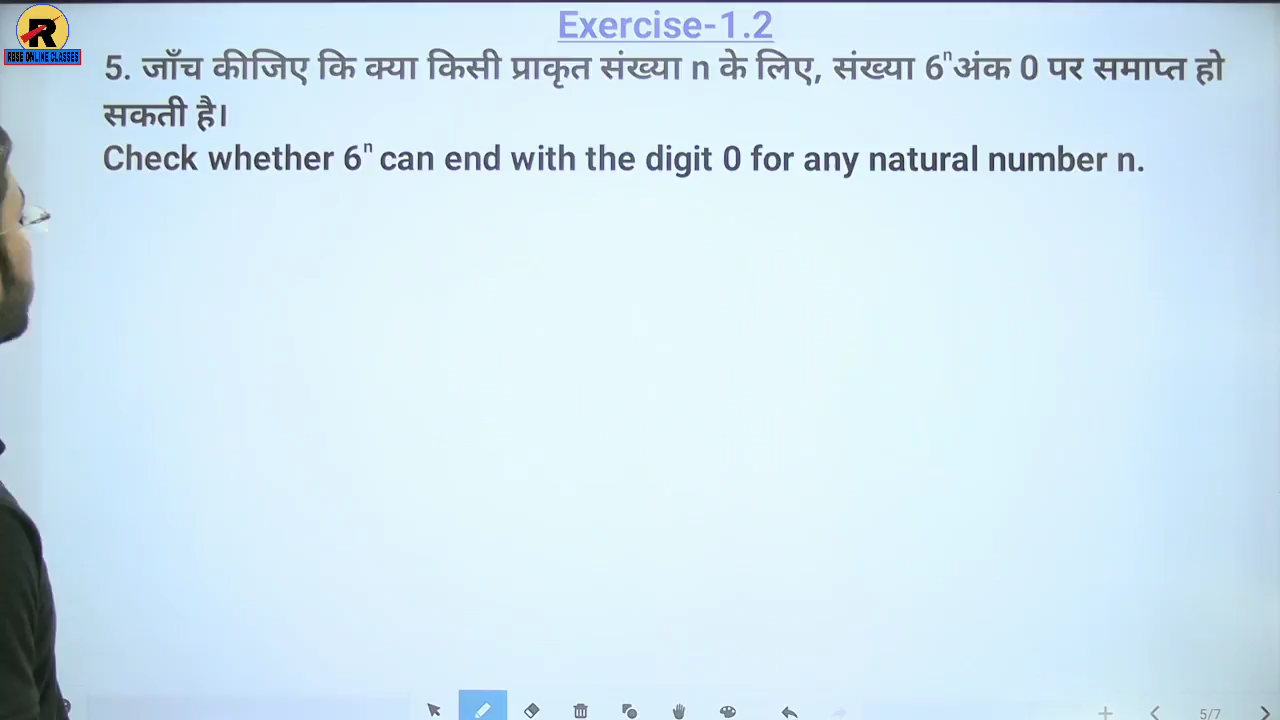 R
RBSE ONLINE CLASSES
Exercise-1.2
5. जाँच कीजिए कि क्या किसी प्राकृत संख्या n के लिए, संख्या 6ⁿअंक 0 पर समाप्त हो
सकती है।
Check whether 6ⁿ can end with the digit 0 for any natural number n.
5/7